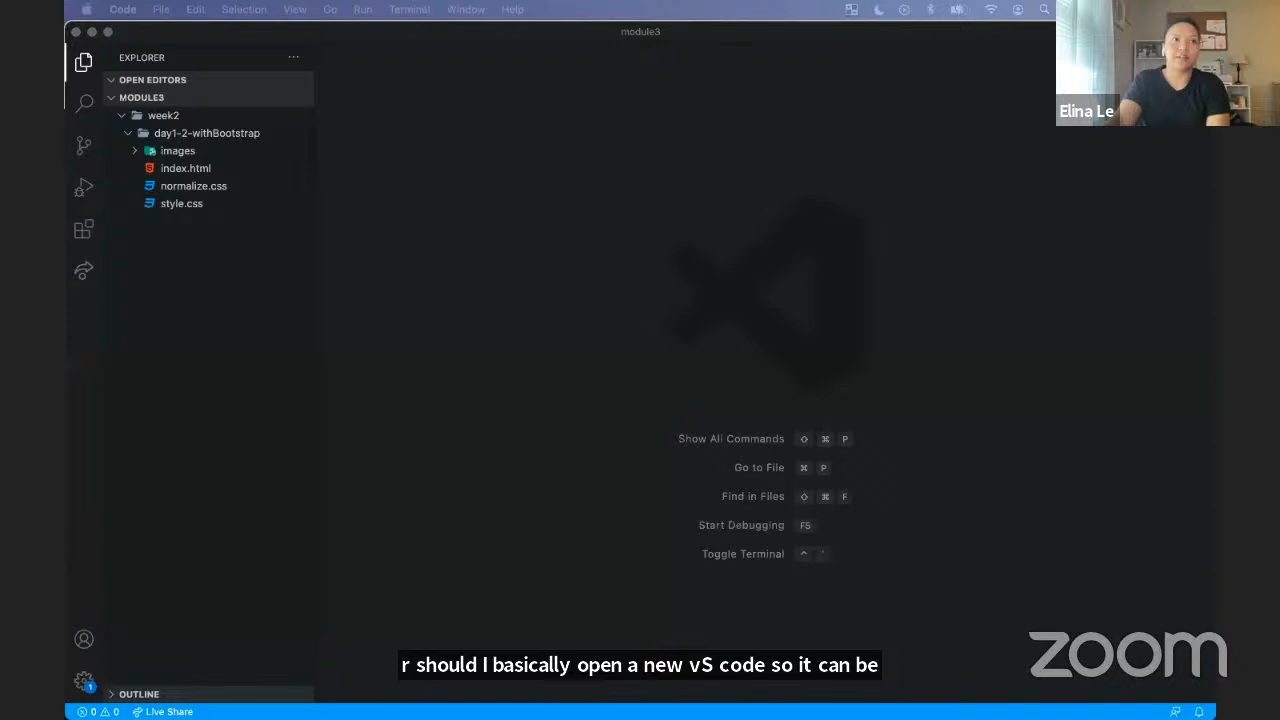 Code File Edit Selection View Go Run Terminal Window Help
module3
EXPLORER
OPEN EDITORS
MODULE3
week2
day1-2-withBootstrap
images
index.html
normalize.css
style.css
Elina Le
Show All Commands ⇧ ⌘ P
Go to File ⌘ P
Find in Files ⇧ ⌘ F
Start Debugging F5
Toggle Terminal ^ `
r should I basically open a new vS code so it can be
zoom
1
OUTLINE
0 0 Live Share